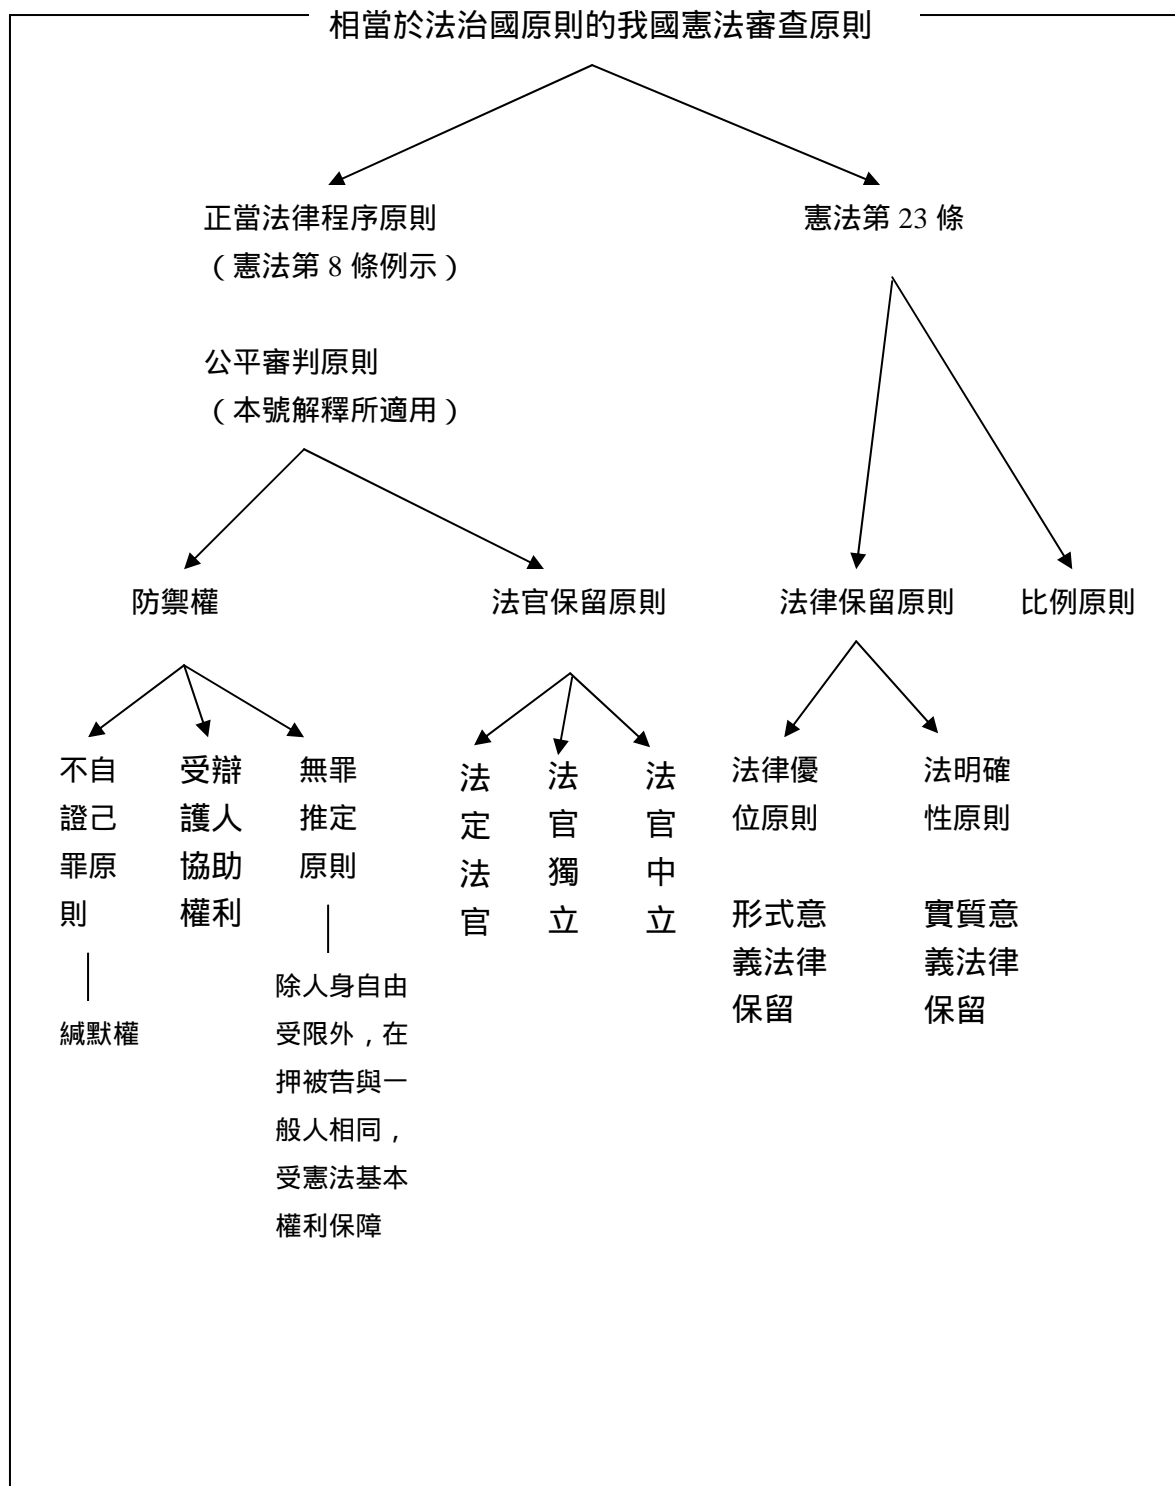 相當於法治國原則的我國憲法審查原則
正當法律程序原則
（憲法第 8 條例示）
公平審判原則
（本號解釋所適用）
憲法第 23 條
防禦權
法官保留原則
法律保留原則
比例原則
不自
證己
罪原
則
緘默權
受辯
護人
協助
權利
無罪
推定
原則
除人身自由
受限外，在
押被告與一
般人相同，
受憲法基本
權利保障
法定法官
法官獨立
法官中立
法律優
位原則
形式意
義法律
保留
法明確
性原則
實質意
義法律
保留